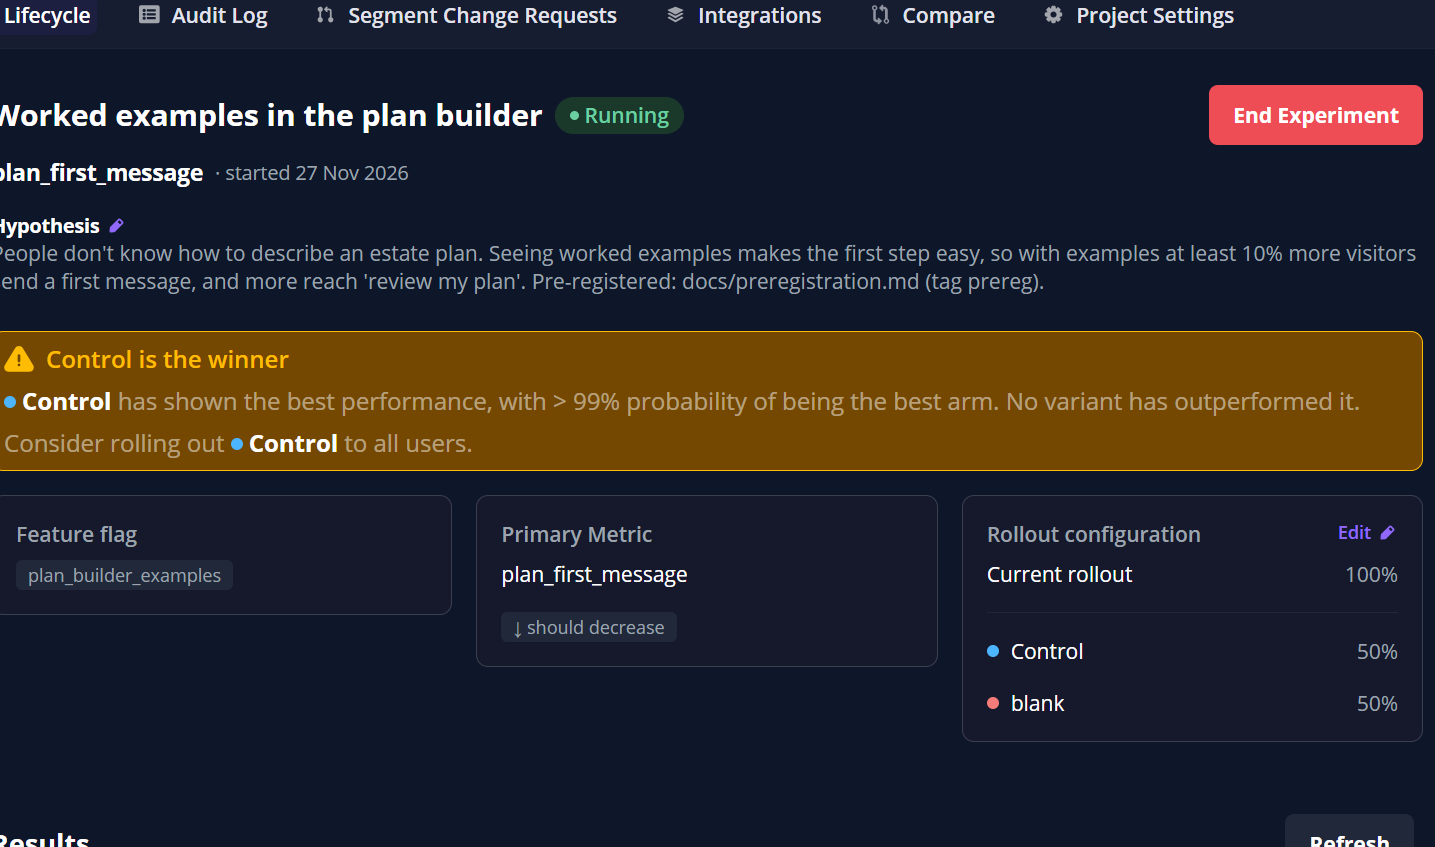 Lifecycle Audit Log Segment Change Requests Integrations Compare Project Settings
Worked examples in the plan builder Running End Experiment
plan_first_message · started 27 Nov 2026
Hypothesis
People don't know how to describe an estate plan. Seeing worked examples makes the first step easy, so with examples at least 10% more visitors
send a first message, and more reach 'review my plan'. Pre-registered: docs/preregistration.md (tag prereg).
Control is the winner
Control has shown the best performance, with > 99% probability of being the best arm. No variant has outperformed it.
Consider rolling out Control to all users.
Feature flag
plan_builder_examples
Primary Metric
plan_first_message
↓ should decrease
Rollout configuration Edit
Current rollout 100%
Control 50%
blank 50%
Results Refresh